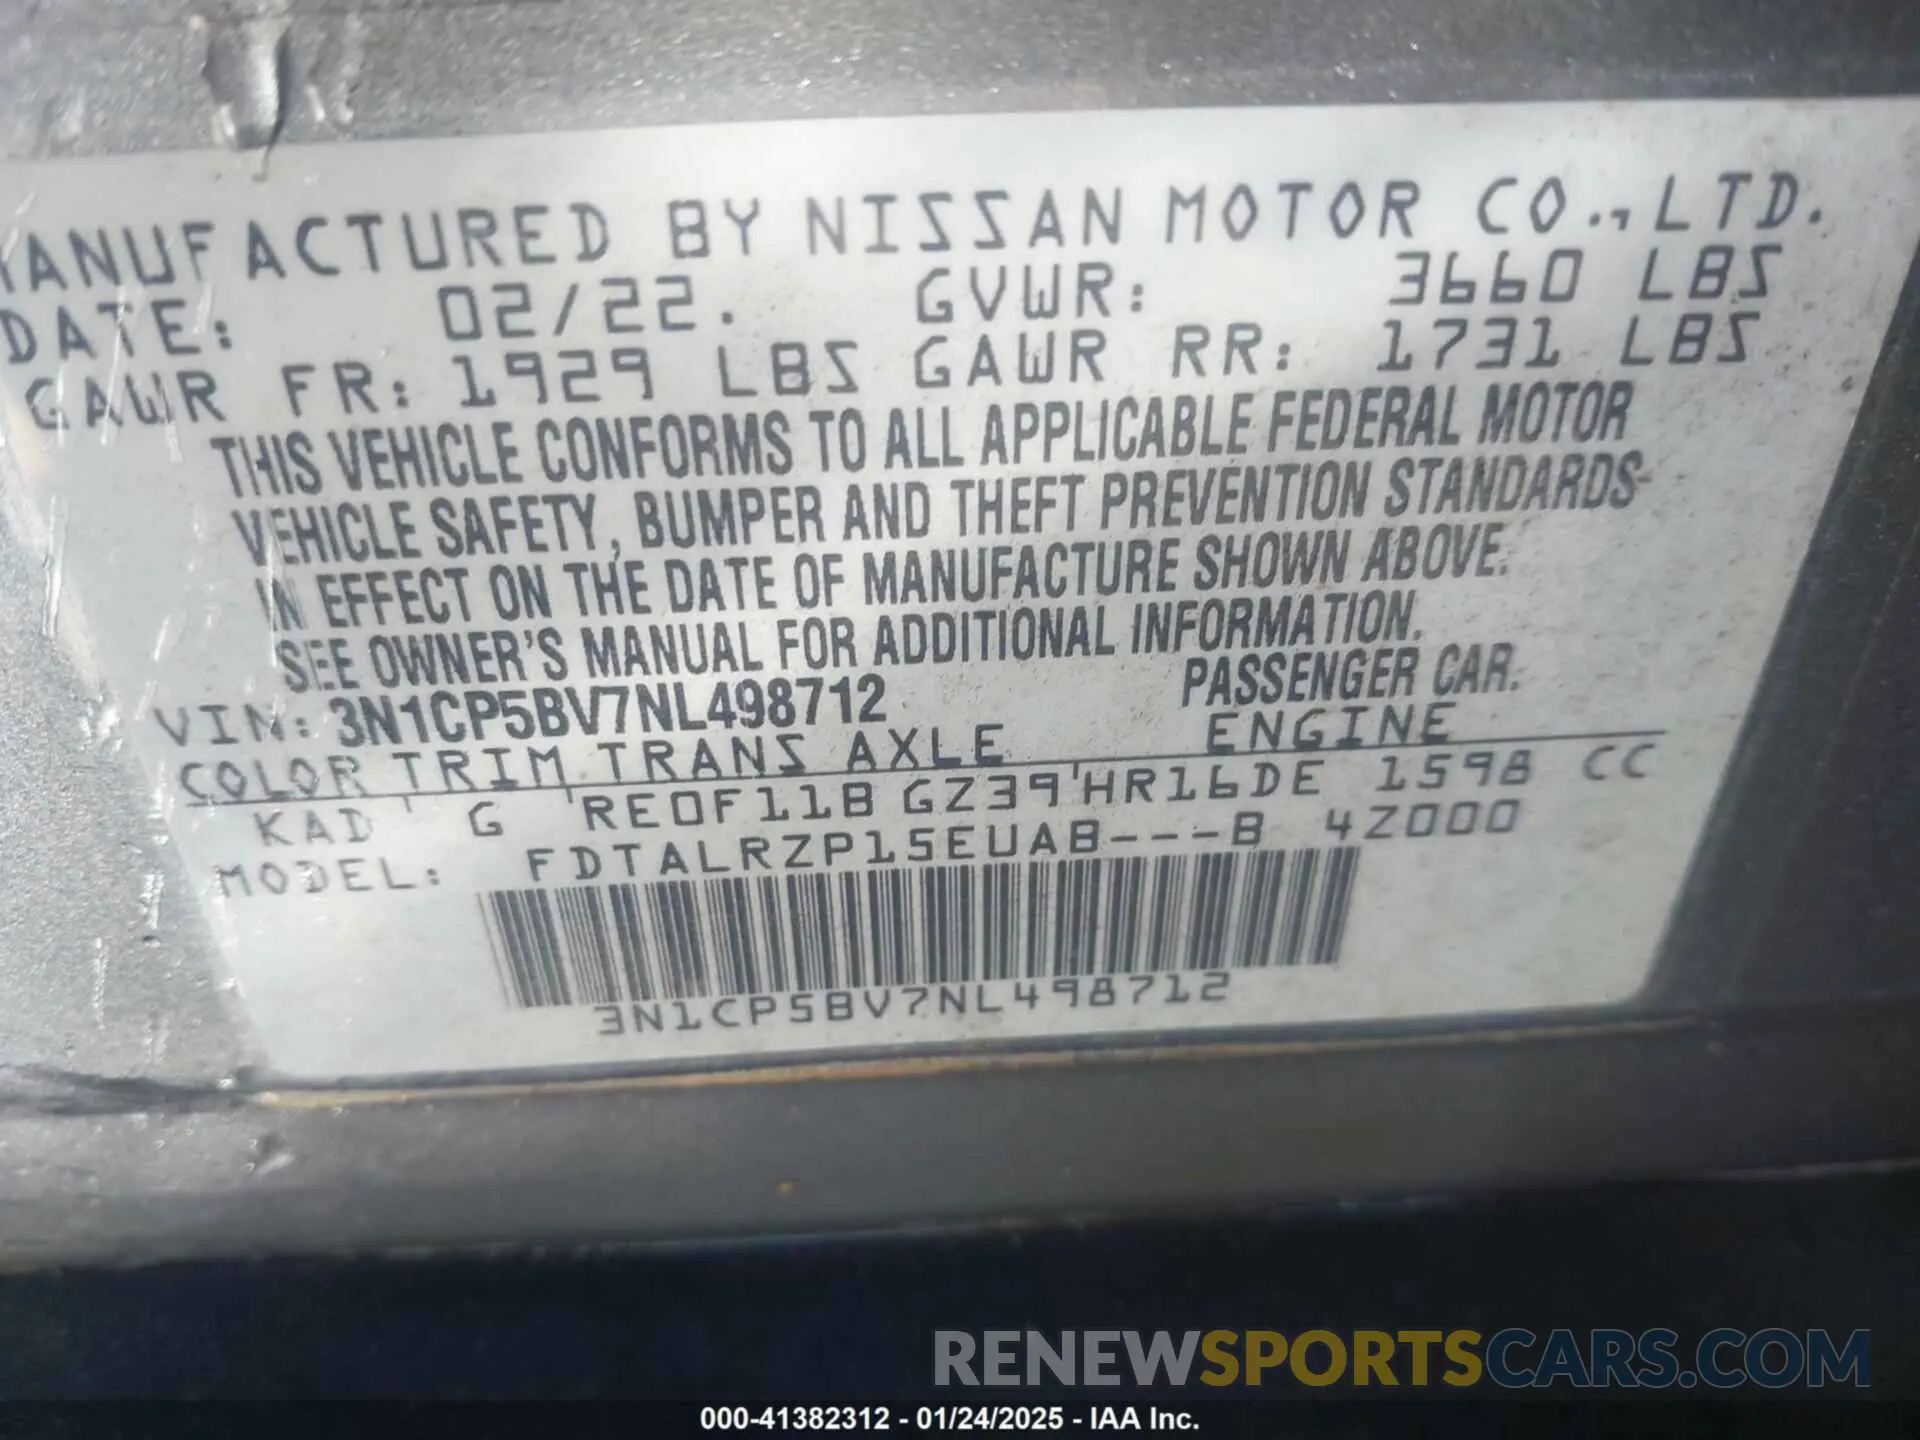 MANUFACTURED BY NISSAN MOTOR CO., LTD.
DATE: 02/22. GVWR: 3660 LBS
GAWR FR: 1929 LBS GAWR RR: 1731 LBS
THIS VEHICLE CONFORMS TO ALL APPLICABLE FEDERAL MOTOR
VEHICLE SAFETY, BUMPER AND THEFT PREVENTION STANDARDS
IN EFFECT ON THE DATE OF MANUFACTURE SHOWN ABOVE.
SEE OWNER'S MANUAL FOR ADDITIONAL INFORMATION.
VIN: 3N1CP5BV7NL498712 PASSENGER CAR.
COLOR TRIM TRANS AXLE ENGINE
KAD ' G 'RE0F11B GZ39'HR16DE 1598 CC
MODEL: FDTALRZP15EUAB---B 4Z000
3N1CP5BV7NL498712
RENEWSPORTSCARS.COM
000-41382312 - 01/24/2025 - IAA Inc.